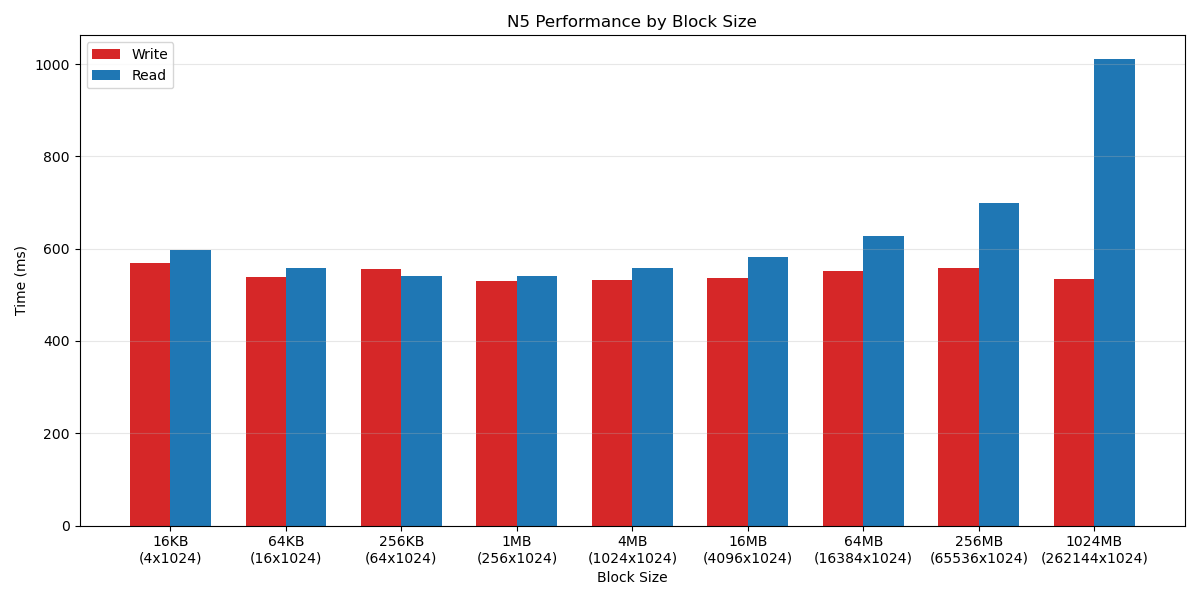 N5 Performance by Block Size
Write
Read
Time (ms)
1000
800
600
400
200
0
16KB 64KB 256KB 1MB 4MB 16MB 64MB 256MB 1024MB
(4x1024) (16x1024) (64x1024) (256x1024) (1024x1024) (4096x1024) (16384x1024) (65536x1024) (262144x1024)
Block Size